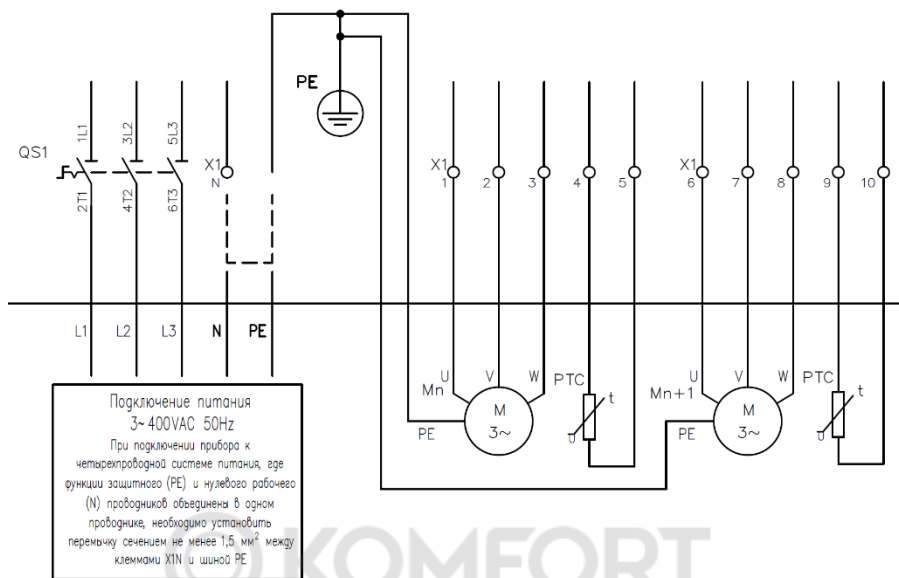 PE
QS1
1L1
3L2
5L3
2T1
4T2
6T3
X1
N
X1
1
2
3
4
5
X1
6
7
8
9
10
L1
L2
L3
N
PE
U
V
W
Mn
M
3~
PE
PTC
t
U
U
V
W
Mn+1
M
3~
PE
PTC
t
U
Подключение питания
3~400VAC 50Hz
При подключении прибора к
четырехпроводной системе питания, где
функции защитного (PE) и нулевого рабочего
(N) проводников объединены в одном
проводнике, необходимо установить
перемычку сечением не менее 1,5 мм² между
клеммами X1N и шиной PE
© KOMFORT